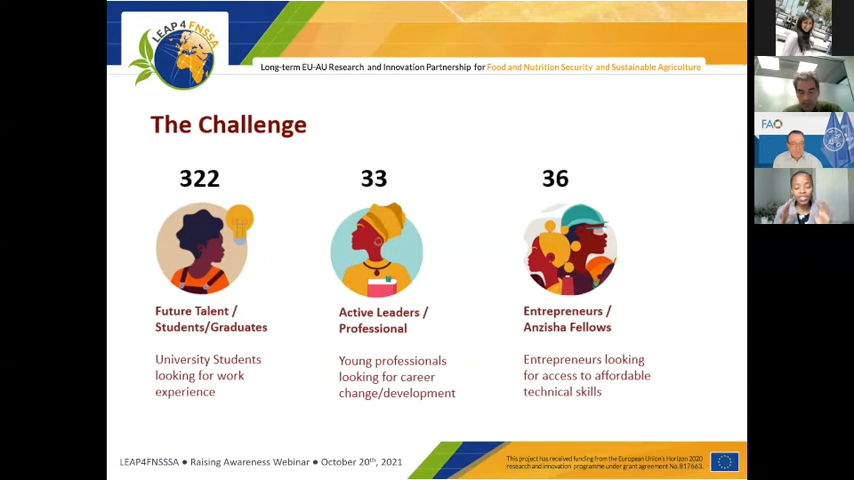 LEAP 4 FNSSA
Long-term EU-AU Research and Innovation Partnership for Food and Nutrition Security and Sustainable Agriculture
The Challenge
322
33
36
Future Talent /
Students/Graduates
Active Leaders /
Professional
Entrepreneurs /
Anzisha Fellows
University Students
looking for work
experience
Young professionals
looking for career
change/development
Entrepreneurs looking
for access to affordable
technical skills
LEAP4FNSSSA ● Raising Awareness Webinar ● October 20th, 2021
This project has received funding from the European Union's Horizon 2020
research and innovation programme under grant agreement No.817663.
FAO